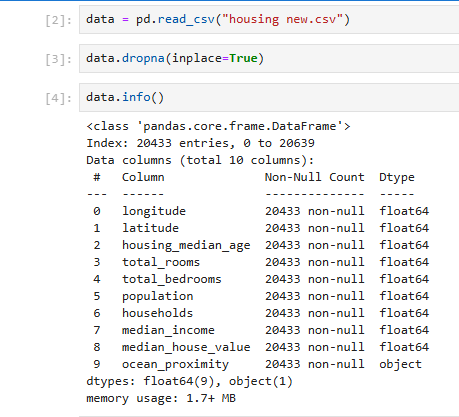 [2]: data = pd.read_csv("housing new.csv")
[3]: data.dropna(inplace=True)
[4]: data.info()
<class 'pandas.core.frame.DataFrame'>
Index: 20433 entries, 0 to 20639
Data columns (total 10 columns):
 #   Column              Non-Null Count  Dtype
---  ------              --------------  -----
 0   longitude           20433 non-null  float64
 1   latitude            20433 non-null  float64
 2   housing_median_age  20433 non-null  float64
 3   total_rooms         20433 non-null  float64
 4   total_bedrooms      20433 non-null  float64
 5   population          20433 non-null  float64
 6   households          20433 non-null  float64
 7   median_income       20433 non-null  float64
 8   median_house_value  20433 non-null  float64
 9   ocean_proximity     20433 non-null  object
dtypes: float64(9), object(1)
memory usage: 1.7+ MB